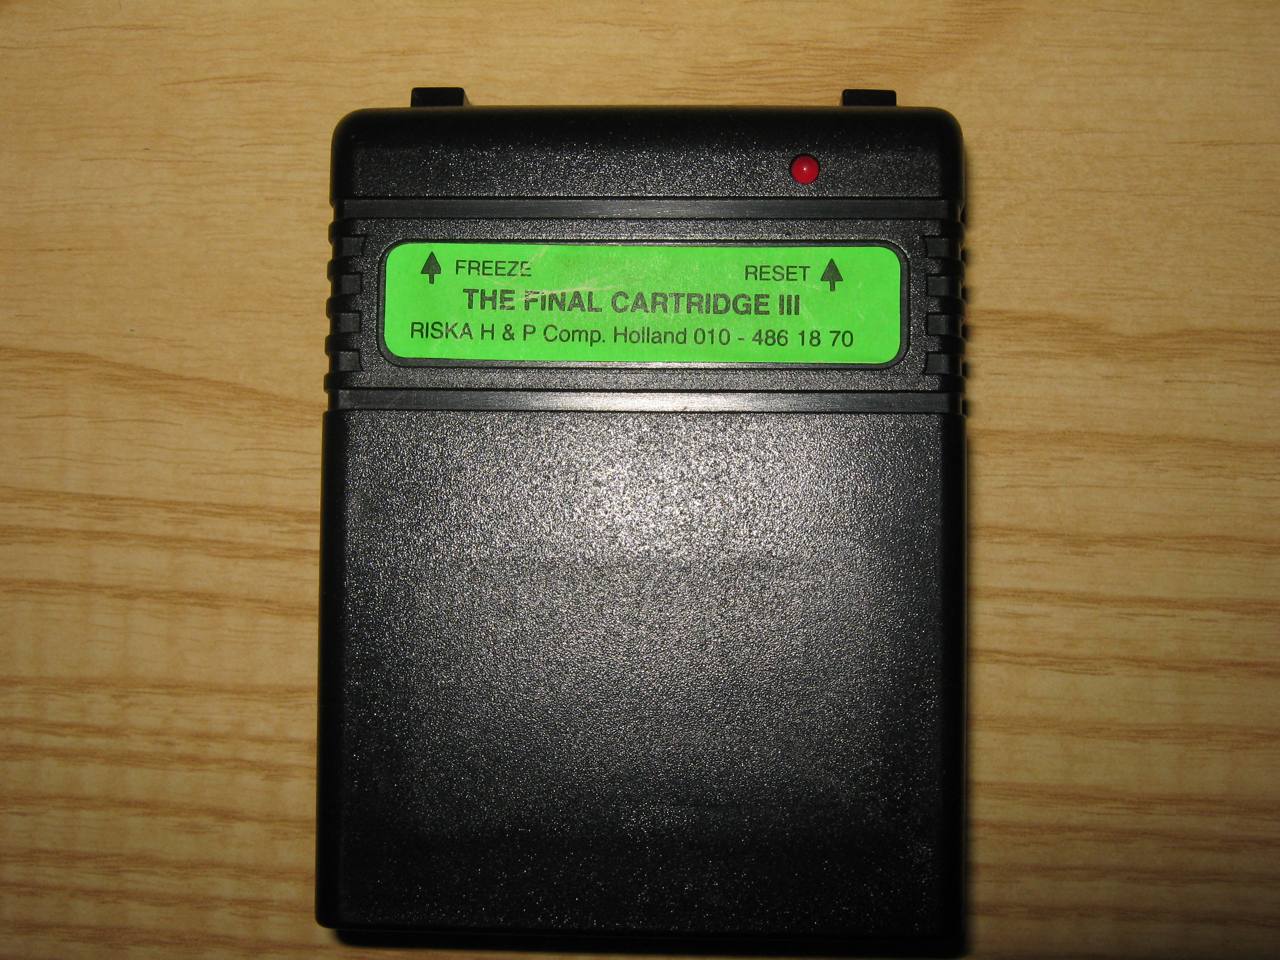 FREEZE RESET
THE FINAL CARTRIDGE III
RISKA H & P Comp. Holland 010 - 486 18 70